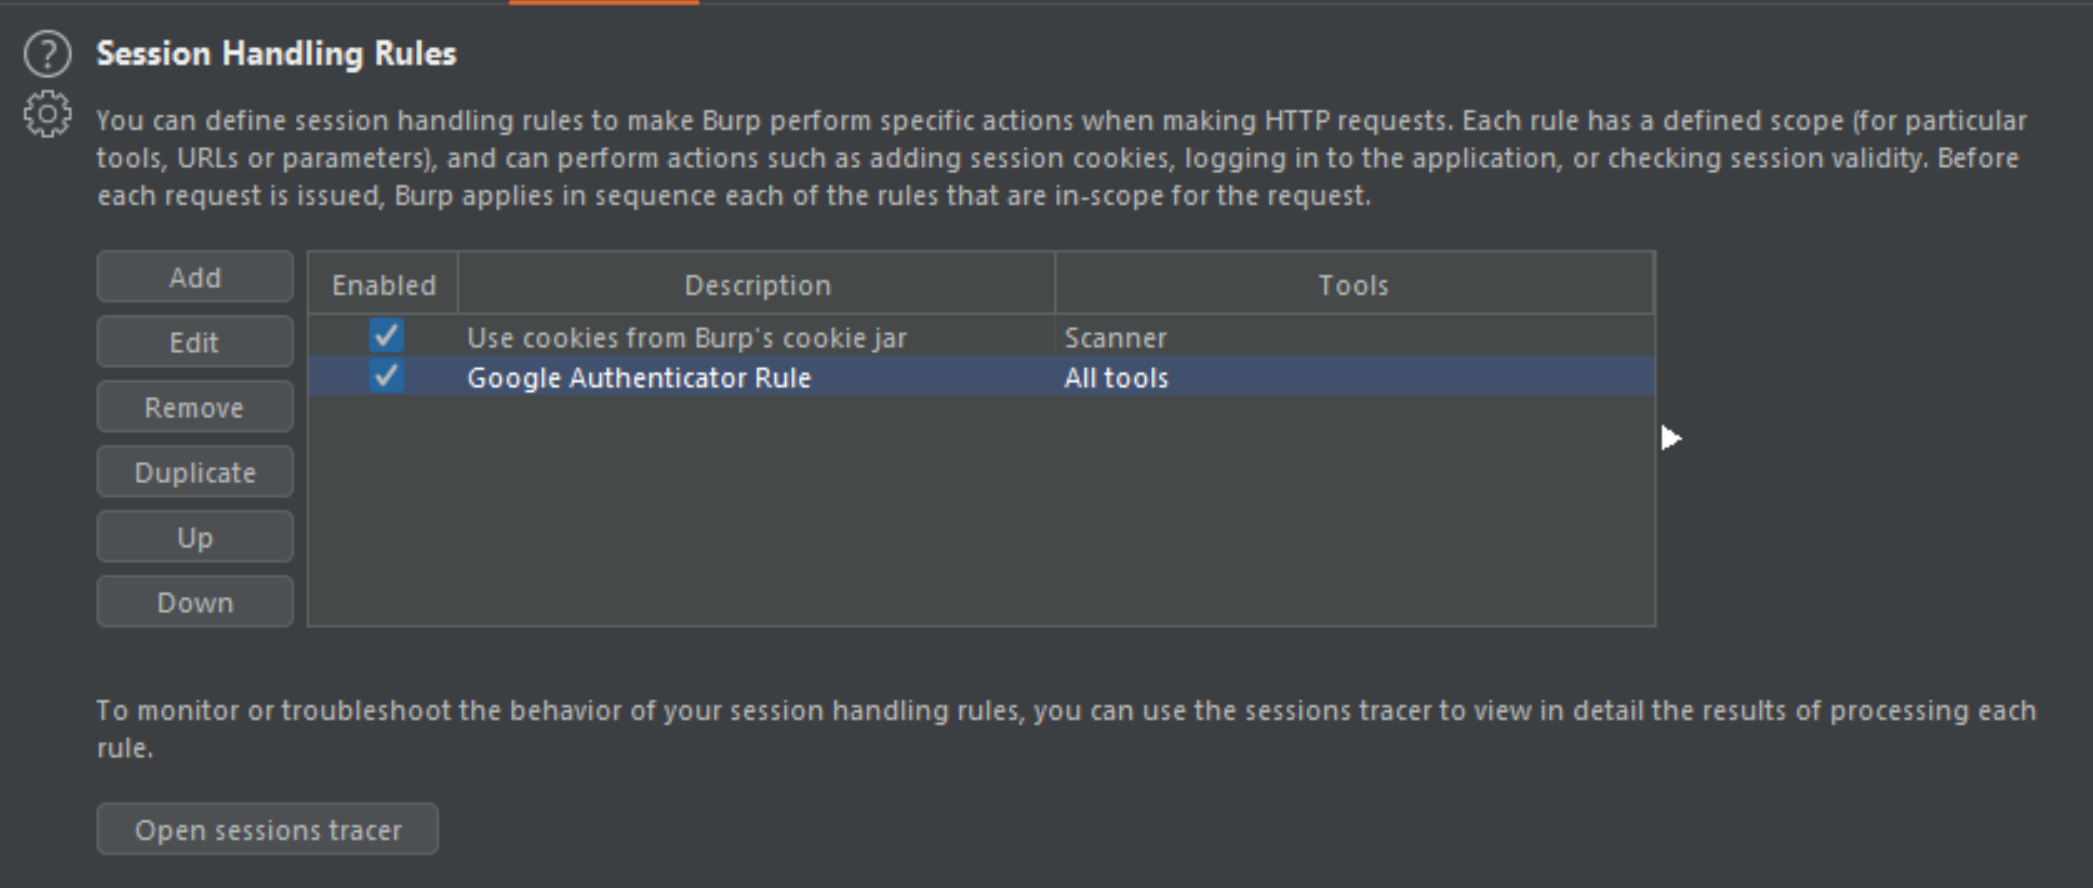 Session Handling Rules
You can define session handling rules to make Burp perform specific actions when making HTTP requests. Each rule has a defined scope (for particular
tools, URLs or parameters), and can perform actions such as adding session cookies, logging in to the application, or checking session validity. Before
each request is issued, Burp applies in sequence each of the rules that are in-scope for the request.
Add
Edit
Remove
Duplicate
Up
Down
Enabled Description Tools
Use cookies from Burp's cookie jar Scanner
Google Authenticator Rule All tools
To monitor or troubleshoot the behavior of your session handling rules, you can use the sessions tracer to view in detail the results of processing each
rule.
Open sessions tracer